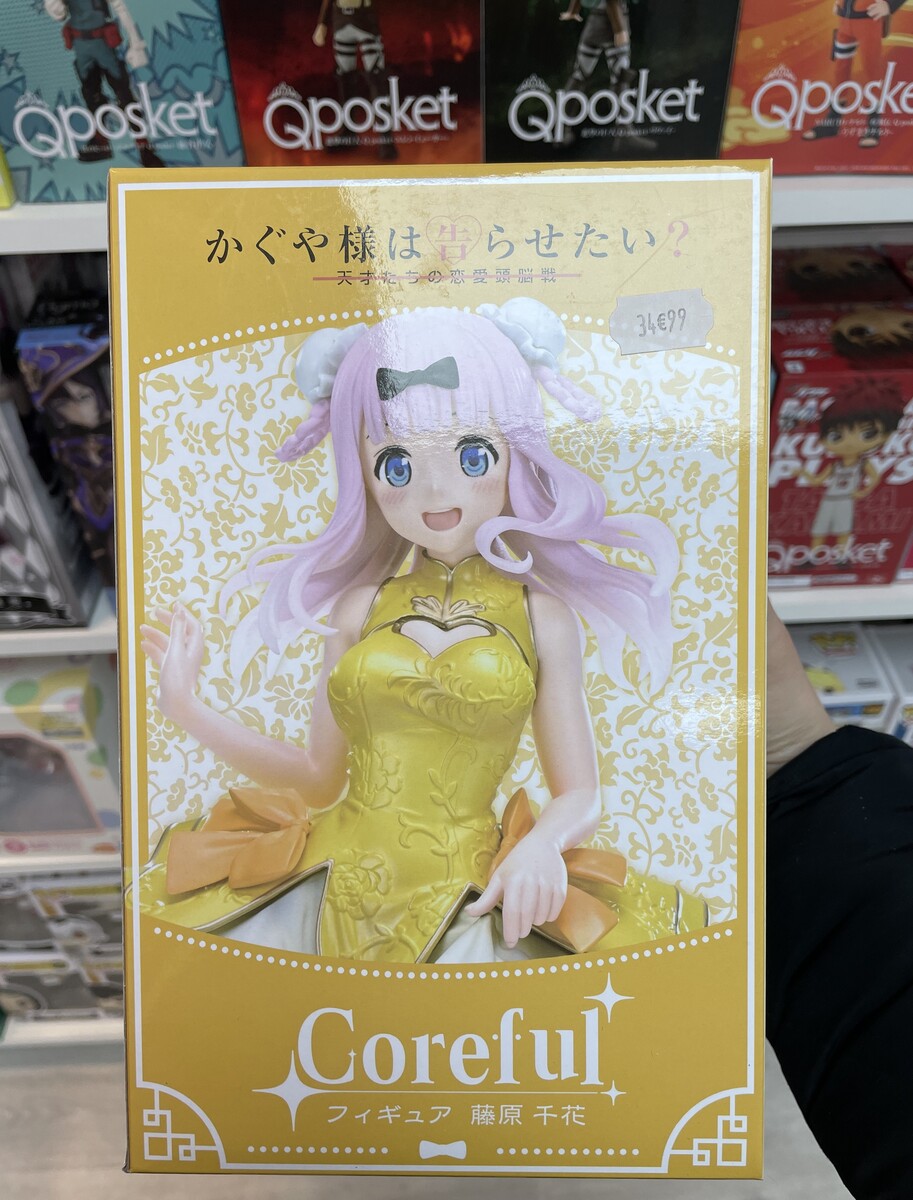 Qposket
Qposket
Qposket
Qposke
かぐや様は告らせたい？
天才たちの恋愛頭脳戦
34€99
Qposket
Coreful
フィギュア 藤原 千花